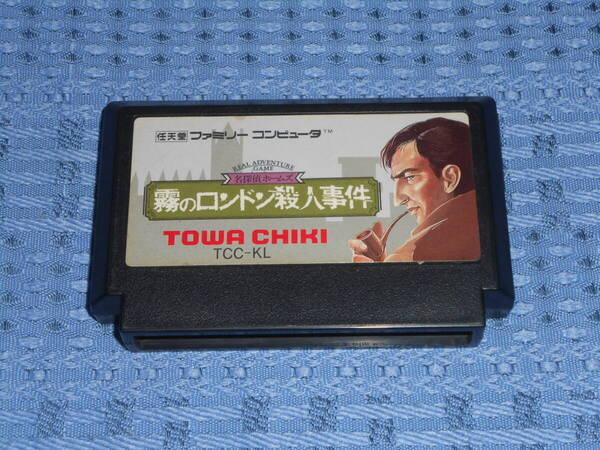 任天堂 ファミリー コンピュータ™
REAL ADVENTURE
GAME
名探偵ホームズ
霧のロンドン殺人事件
TOWA CHIKI
TCC-KL